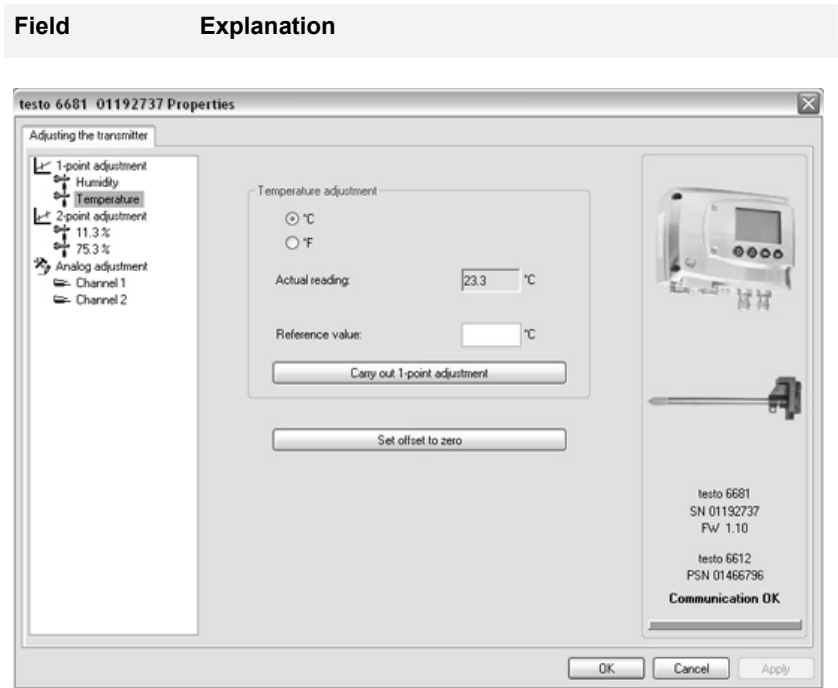 Field Explanation
testo 6681 01192737 Properties
Adjusting the transmitter
1-point adjustment
Humidity
Temperature
2-point adjustment
11.3 %
75.3 %
Analog adjustment
Channel 1
Channel 2
Temperature adjustment
°C
°F
Actual reading: 23.3 °C
Reference value: °C
Carry out 1-point adjustment
Set offset to zero
testo 6681
SN 01192737
FW 1.10
testo 6612
PSN 01466796
Communication OK
OK Cancel Apply